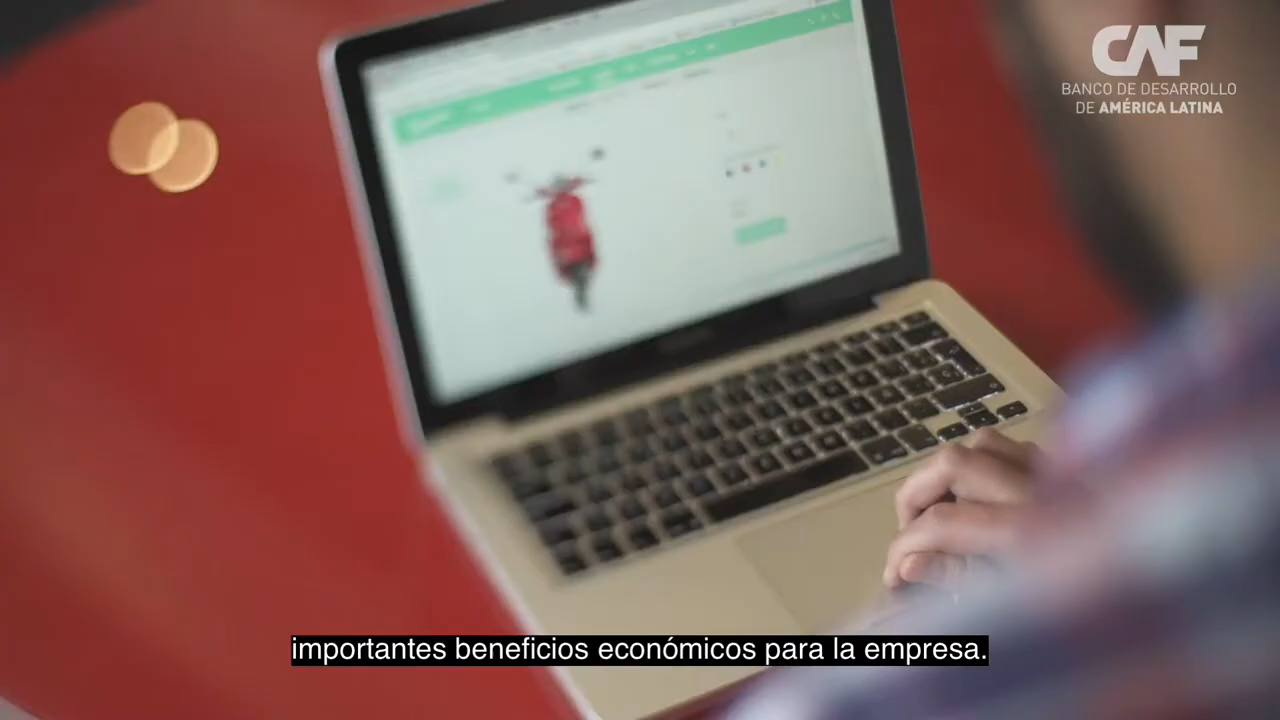 CAF
BANCO DE DESARROLLO
DE AMÉRICA LATINA
importantes beneficios económicos para la empresa.